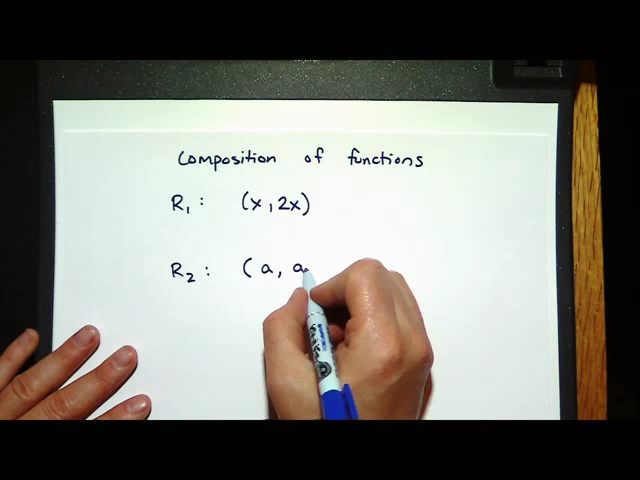 Composition of functions
R₁ : (x, 2x)
R₂ : (a, a